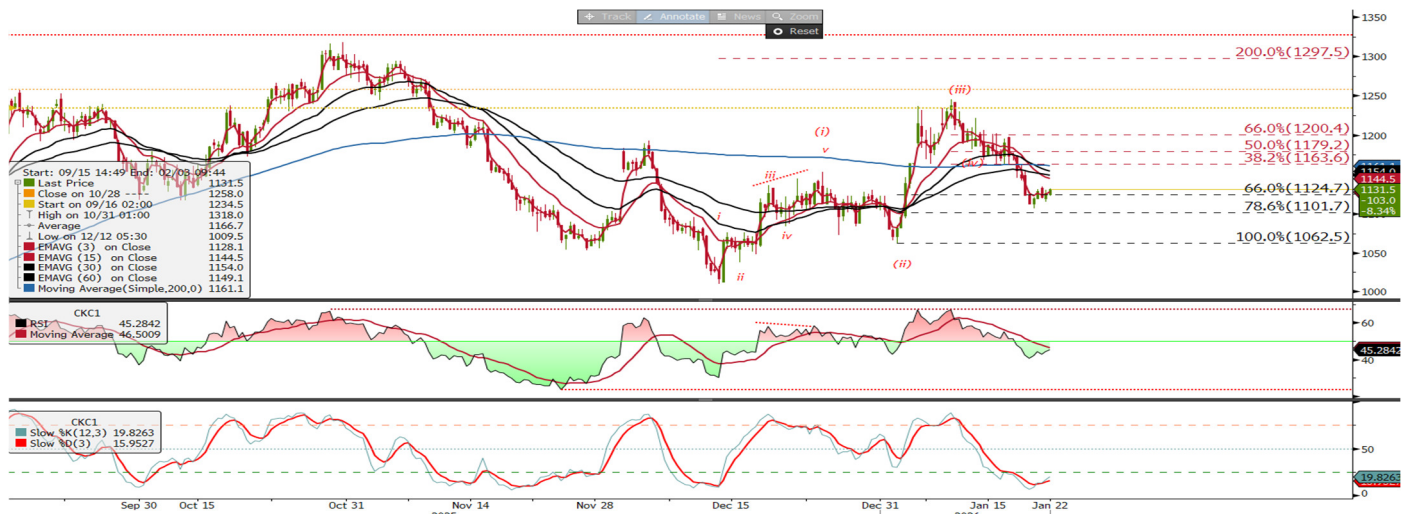 Track Annotate News Zoom
Reset
1350
1300
1250
1200
1050
1000
200.0%(1297.5)
66.0%(1200.4)
50.0%(1179.2)
38.2%(1163.6)
66.0%(1124.7)
78.6%(1101.7)
100.0%(1062.5)
1154.0
1144.5
1131.5
103.0
-8.34%
(iii)
(i)
v
iii
(iv)
i
iv
ii
(ii)
Start: 09/15 14:49 End: 02/03 09:44
Last Price 1131.5
Close on 10/28 ---- 1258.0
Start on 09/16 02:00 1234.5
High on 10/31 01:00 1318.0
Average 1166.7
Low on 12/12 05:30 1009.5
EMAVG (3) on Close 1128.1
EMAVG (15) on Close 1144.5
EMAVG (30) on Close 1154.0
EMAVG (60) on Close 1149.1
Moving Average(Simple,200,0) 1161.1
CKC1
RSI 45.2842
Moving Average 46.5009
60
45.2842
40
CKC1
Slow %K(12,3) 19.8263
Slow %D(3) 15.9527
50
19.8263
0
Sep 30 Oct 15 Oct 31 Nov 14 Nov 28 Dec 15 Dec 31 Jan 15 Jan 22